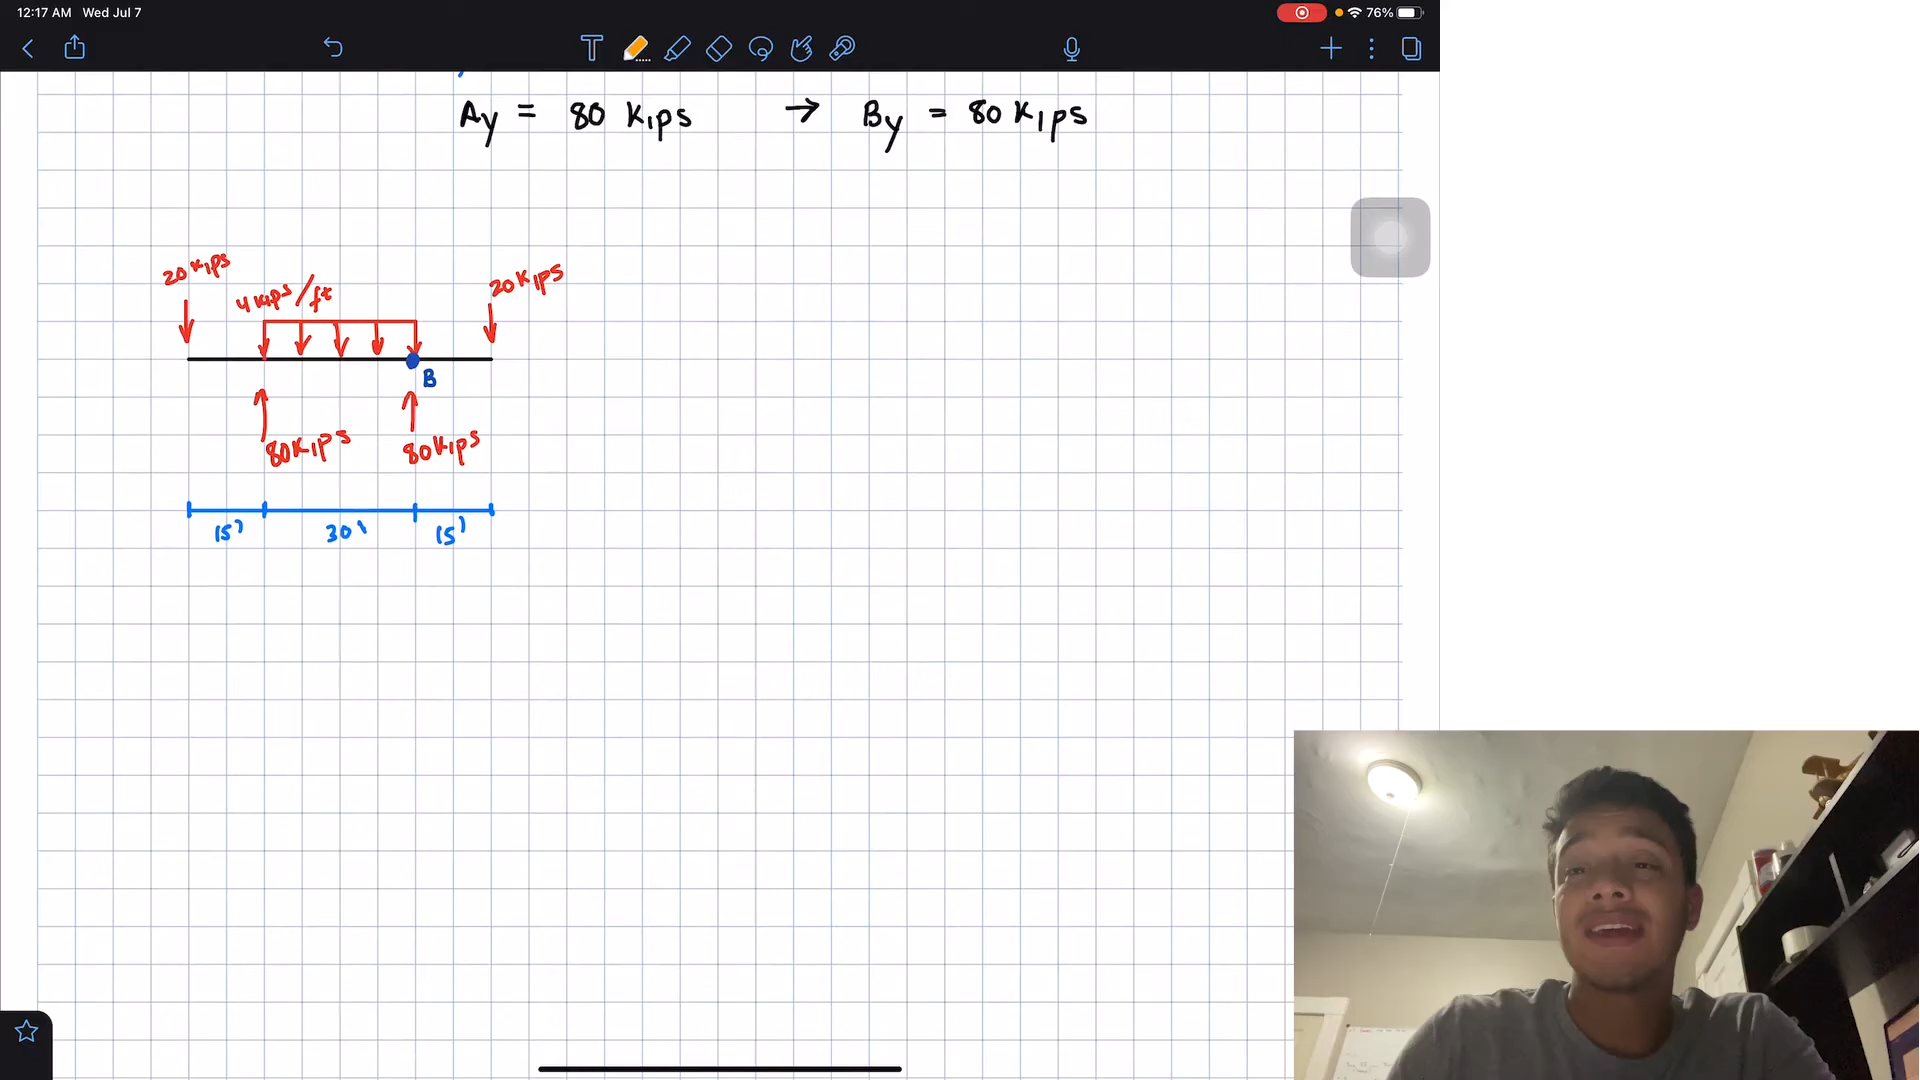 12:17 AM Wed Jul 7
76%
T
Ay = 80 Kips → By = 80 Kips
20 Kips
4 Kips/ft
20 Kips
B
80 Kips
80 Kips
15'
30'
15'